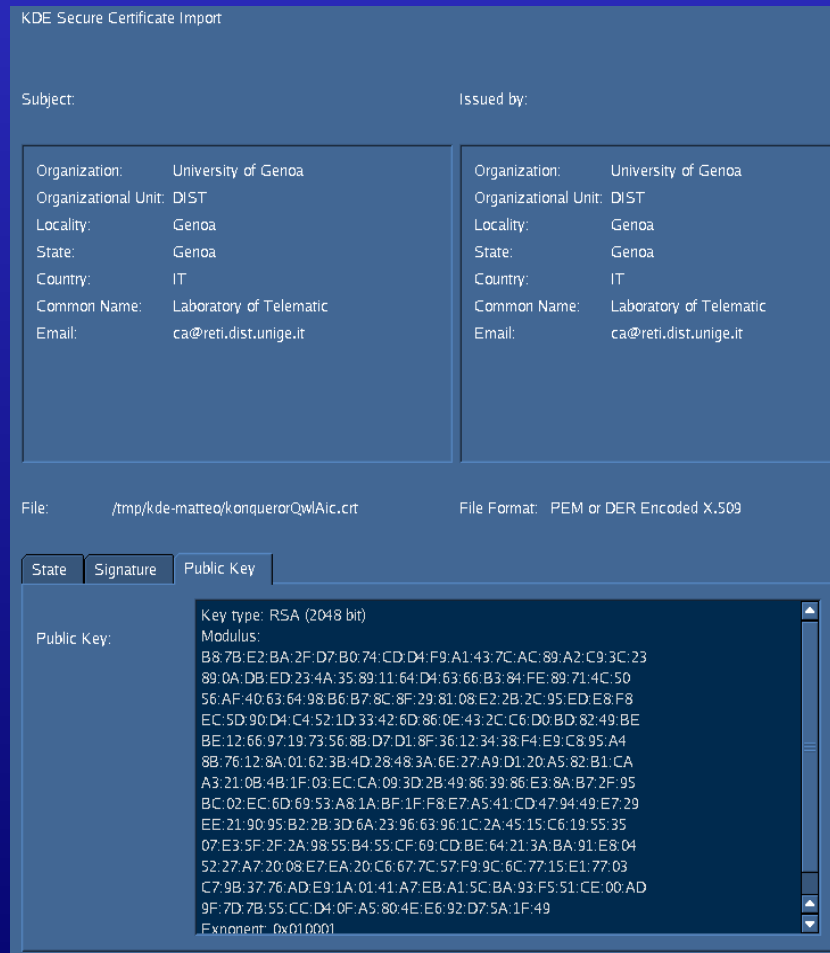 KDE Secure Certificate Import
Subject:
Organization: University of Genoa
Organizational Unit: DIST
Locality: Genoa
State: Genoa
Country: IT
Common Name: Laboratory of Telematic
Email: ca@reti.dist.unige.it
Issued by:
Organization: University of Genoa
Organizational Unit: DIST
Locality: Genoa
State: Genoa
Country: IT
Common Name: Laboratory of Telematic
Email: ca@reti.dist.unige.it
File: /tmp/kde-matteo/konquerorQwlAic.crt
File Format: PEM or DER Encoded X.509
State Signature Public Key
Public Key:
Key type: RSA (2048 bit)
Modulus:
B8:7B:E2:BA:2F:D7:B0:74:CD:D4:F9:A1:43:7C:AC:89:A2:C9:3C:23
89:0A:DB:ED:23:4A:35:89:11:64:D4:63:66:B3:84:FE:89:71:4C:50
56:AF:40:63:64:98:B6:B7:8C:8F:29:81:08:E2:2B:2C:95:ED:E8:F8
EC:5D:90:D4:C4:52:1D:33:42:6D:86:0E:43:2C:C6:D0:BD:82:49:BE
BE:12:66:97:19:73:56:8B:D7:D1:8F:36:12:34:38:F4:E9:C8:95:A4
8B:76:12:8A:01:62:3B:4D:28:48:3A:6E:27:A9:D1:20:A5:82:B1:CA
A3:21:0B:4B:1F:03:EC:CA:09:3D:2B:49:86:39:86:E3:8A:B7:2F:95
BC:02:EC:6D:69:53:A8:1A:BF:1F:F8:E7:A5:41:CD:47:94:49:E7:29
EE:21:90:95:B2:2B:3D:6A:23:96:63:96:1C:2A:45:15:C6:19:55:35
07:E3:5F:2F:2A:98:55:B4:55:CF:69:CD:BE:64:21:3A:BA:91:E8:04
52:27:A7:20:08:E7:EA:20:C6:67:7C:57:F9:9C:6C:77:15:E1:77:03
C7:9B:37:76:AD:E9:1A:01:41:A7:EB:A1:5C:BA:93:F5:51:CE:00:AD
9F:7D:7B:55:CC:D4:0F:A5:80:4E:E6:92:D7:5A:1F:49
Exponent: 0x010001